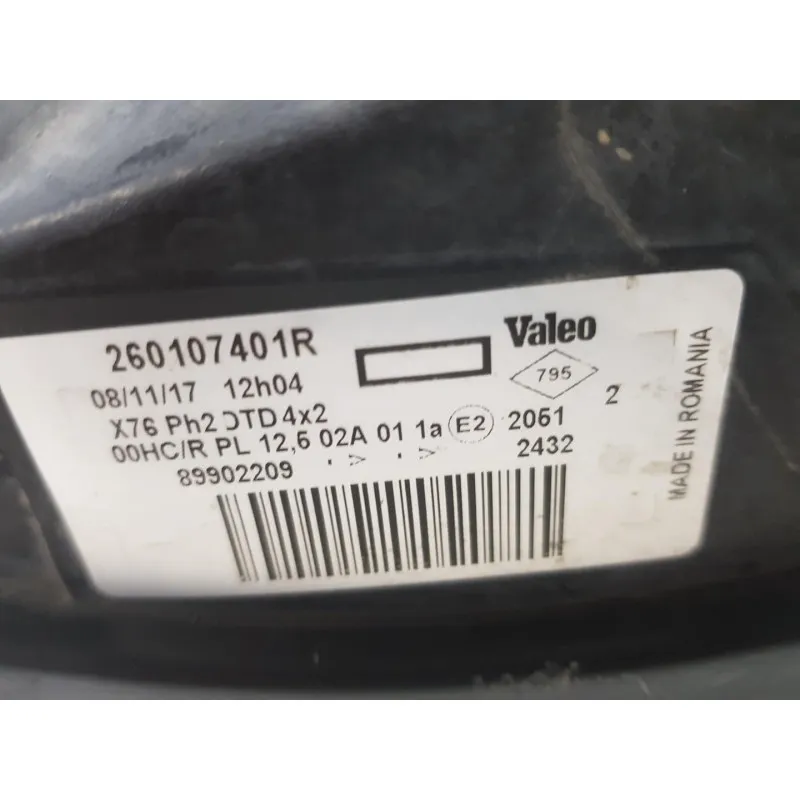 260107401R
Valeo
08/11/17 12h04
795
2
X76 Ph2 DTD 4x2
00HC/R PL 12,6 02A 01 1a E2 2061
2432
89902209
MADE IN ROMANIA